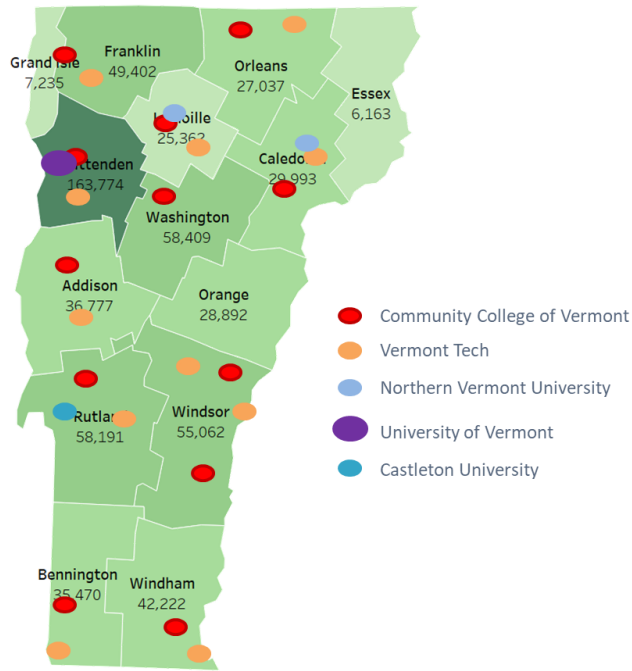 Franklin
49,402
Grand Isle
7,235
Orleans
27,037
Essex
6,163
25,362
163,774
29,993
Washington
58,409
Addison
36,777
Orange
28,892
58,191
Windsor
55,062
Bennington
35,470
Windham
42,222
Community College of Vermont
Vermont Tech
Northern Vermont University
University of Vermont
Castleton University